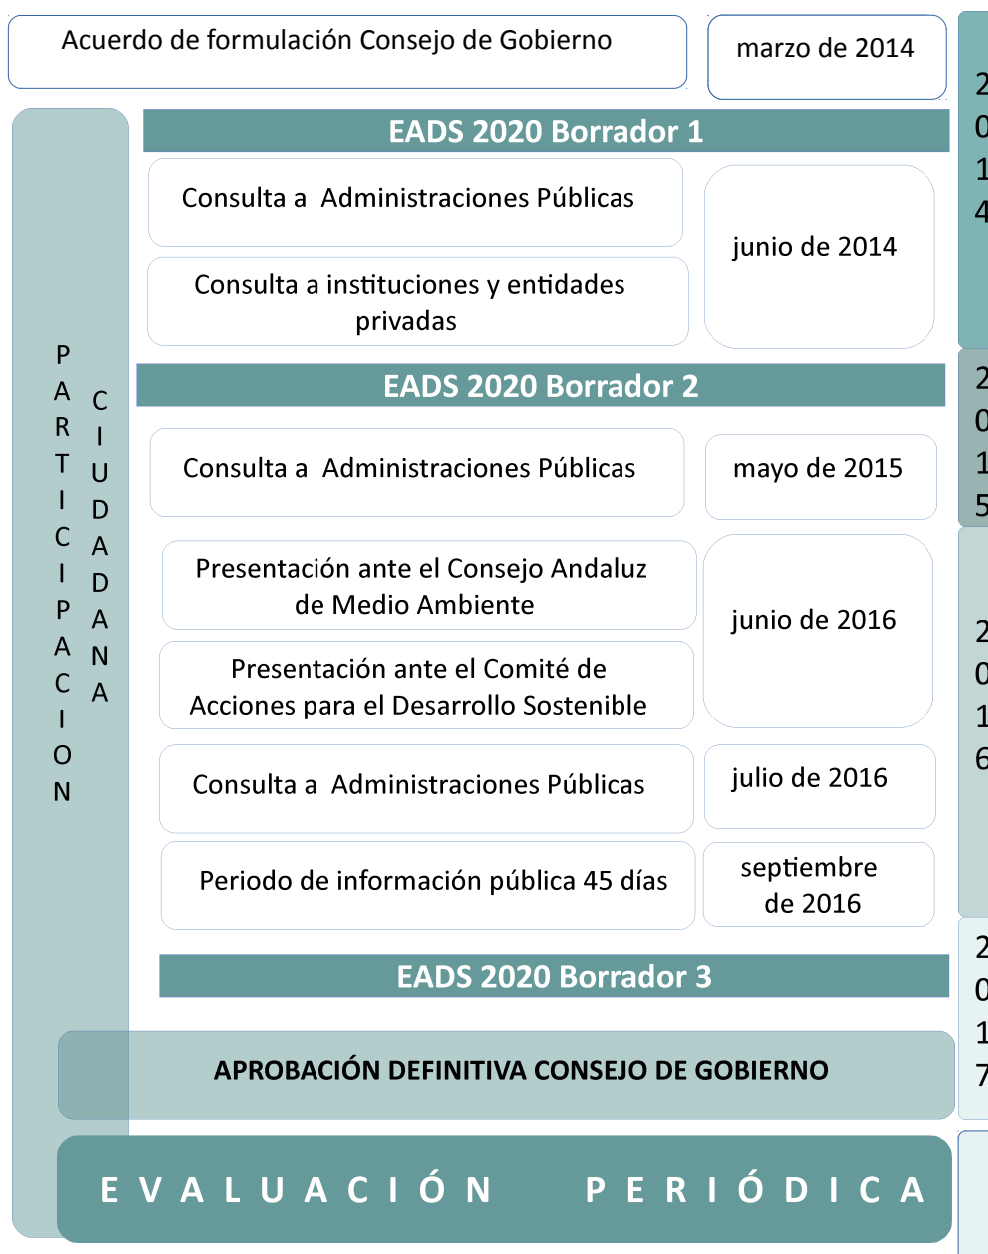 Acuerdo de formulación Consejo de Gobierno
marzo de 2014
2014
EADS 2020 Borrador 1
Consulta a Administraciones Públicas
Consulta a instituciones y entidades
privadas
junio de 2014
PARTICIPACION
CIUDADANA
EADS 2020 Borrador 2
2015
Consulta a Administraciones Públicas
mayo de 2015
Presentación ante el Consejo Andaluz
de Medio Ambiente
Presentación ante el Comité de
Acciones para el Desarrollo Sostenible
junio de 2016
2016
Consulta a Administraciones Públicas
julio de 2016
Periodo de información pública 45 días
septiembre
de 2016
EADS 2020 Borrador 3
2017
APROBACIÓN DEFINITIVA CONSEJO DE GOBIERNO
EVALUACIÓN PERIÓDICA